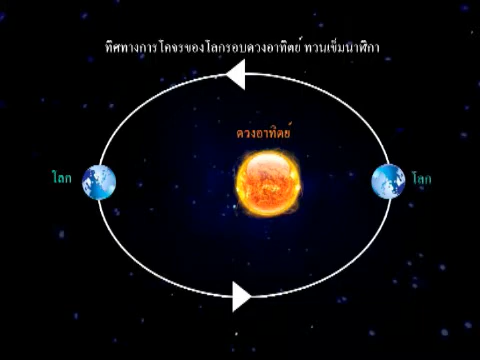 ทิศทางการโคจรของโลกรอบดวงอาทิตย์ ทวนเข็มนาฬิกา
ดวงอาทิตย์
โลก
โลก